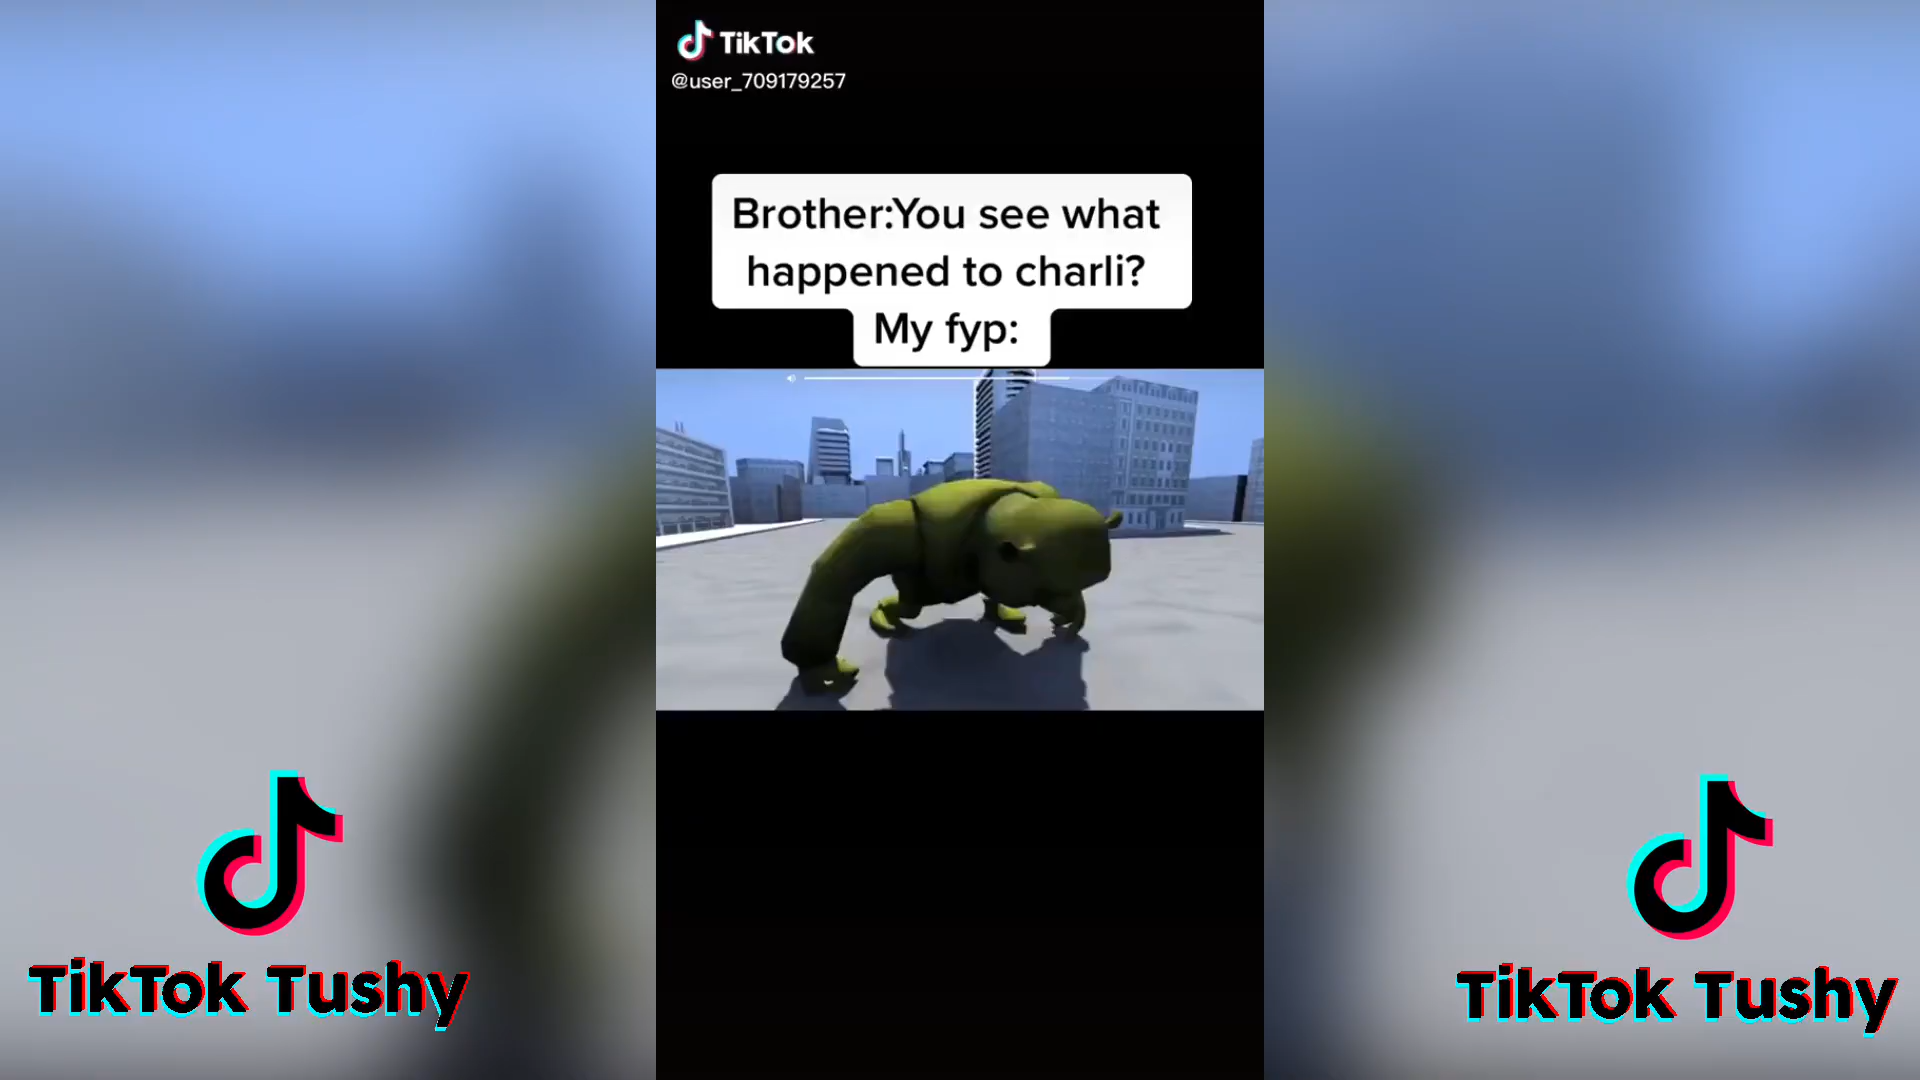 TikTok
@user_709179257
Brother:You see what
happened to charli?
My fyp:
TikTok Tushy
TikTok Tushy